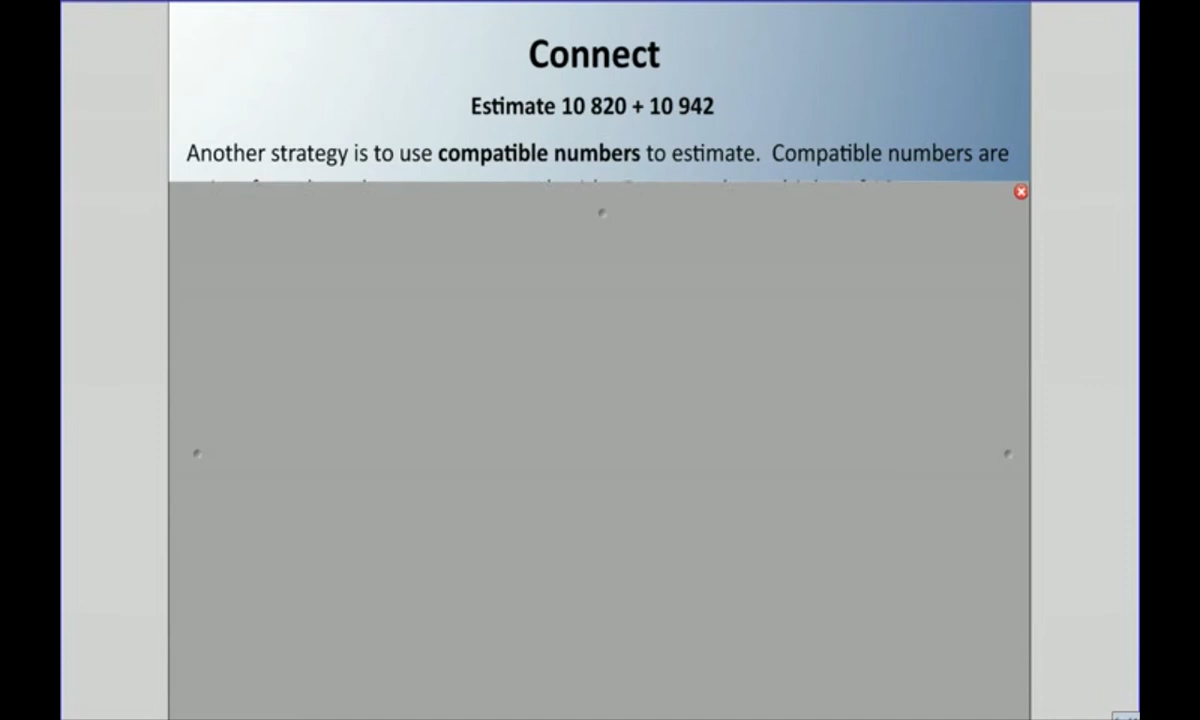 Connect
Estimate 10 820 + 10 942
Another strategy is to use compatible numbers to estimate. Compatible numbers are